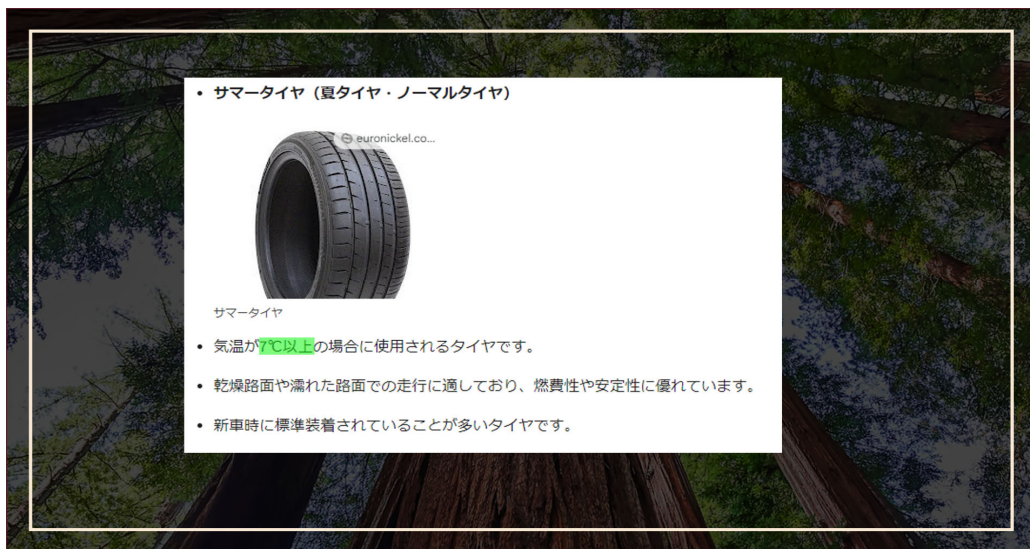 • サマータイヤ（夏タイヤ・ノーマルタイヤ）
euronickel.co...
サマータイヤ
• 気温が7℃以上の場合に使用されるタイヤです。
• 乾燥路面や濡れた路面での走行に適しており、燃費性や安定性に優れています。
• 新車時に標準装着されていることが多いタイヤです。